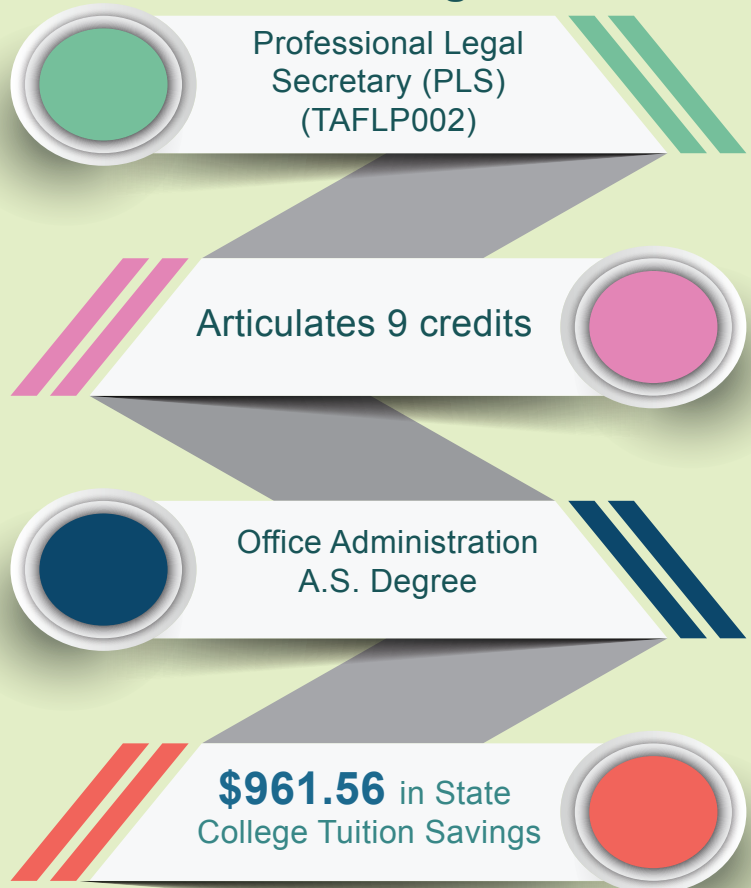 Professional Legal
Secretary (PLS)
(TAFLP002)
Articulates 9 credits
Office Administration
A.S. Degree
$961.56 in State
College Tuition Savings